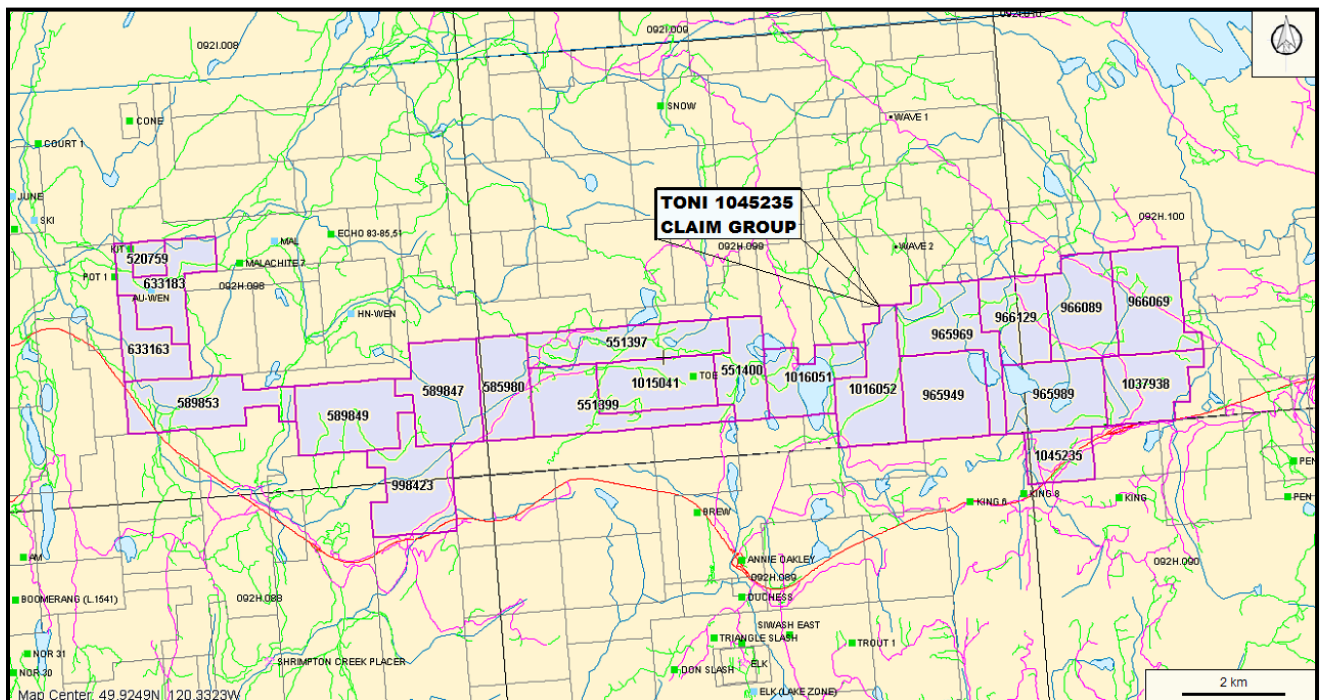 092I.008
092I.009
092I.010
CONE
SNOW
WAVE 1
COURT 1
JUNE
SKI
TONI 1045235
CLAIM GROUP
092H.100
ECHO 83-85,51
MAL
KIT
520759
092H.099
WAVE 2
MALACHITE 7
POT 1
633183
092H.098
AU-WEN
HN-WEN
966089
966069
966129
965969
551397
633163
TOE
551400
1016051
1015041
589847
585980
1016052
965949
965989
1037938
589853
589849
551399
1045235
998423
PEN
KING 8
KING 6
KING
PEN
BREW
AM
ANNIE OAKLEY
092H.089
092H.090
BOOMERANG (L.1541)
092H.088
DUCHESS
SIWASH EAST
TRIANGLE SLASH
TROUT 1
NOR 31
SHRIMPTON CREEK PLACER
ELK
DON SLASH
NOR 30
ELK (LAKE ZONE)
Map Center: 49.9249N 120.3323W
2 km